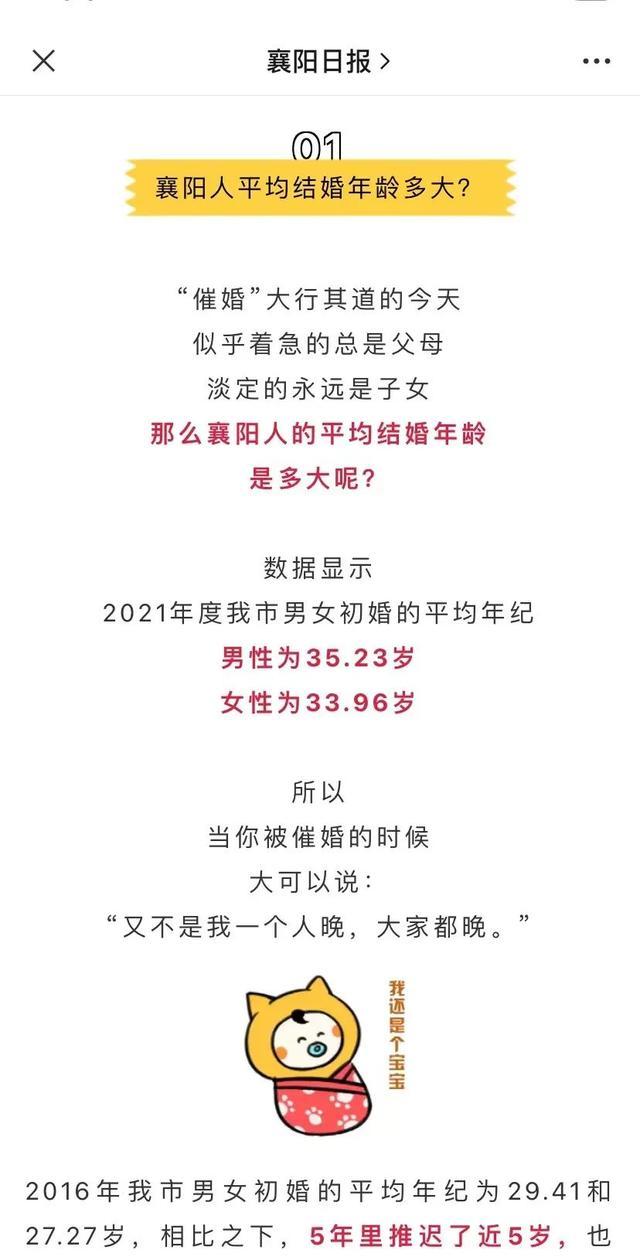 襄阳日报
01
襄阳人平均结婚年龄多大?
“催婚”大行其道的今天
似乎着急的总是父母
淡定的永远是子女
那么襄阳人的平均结婚年龄
是多大呢?
数据显示
2021年度我市男女初婚的平均年纪
男性为35.23岁
女性为33.96岁
所以
当你被催婚的时候
大可以说：
“又不是我一个人晚，大家都晚。”
我还是个宝宝
2016年我市男女初婚的平均年纪为29.41和
27.27岁，相比之下，5年里推迟了近5岁，也